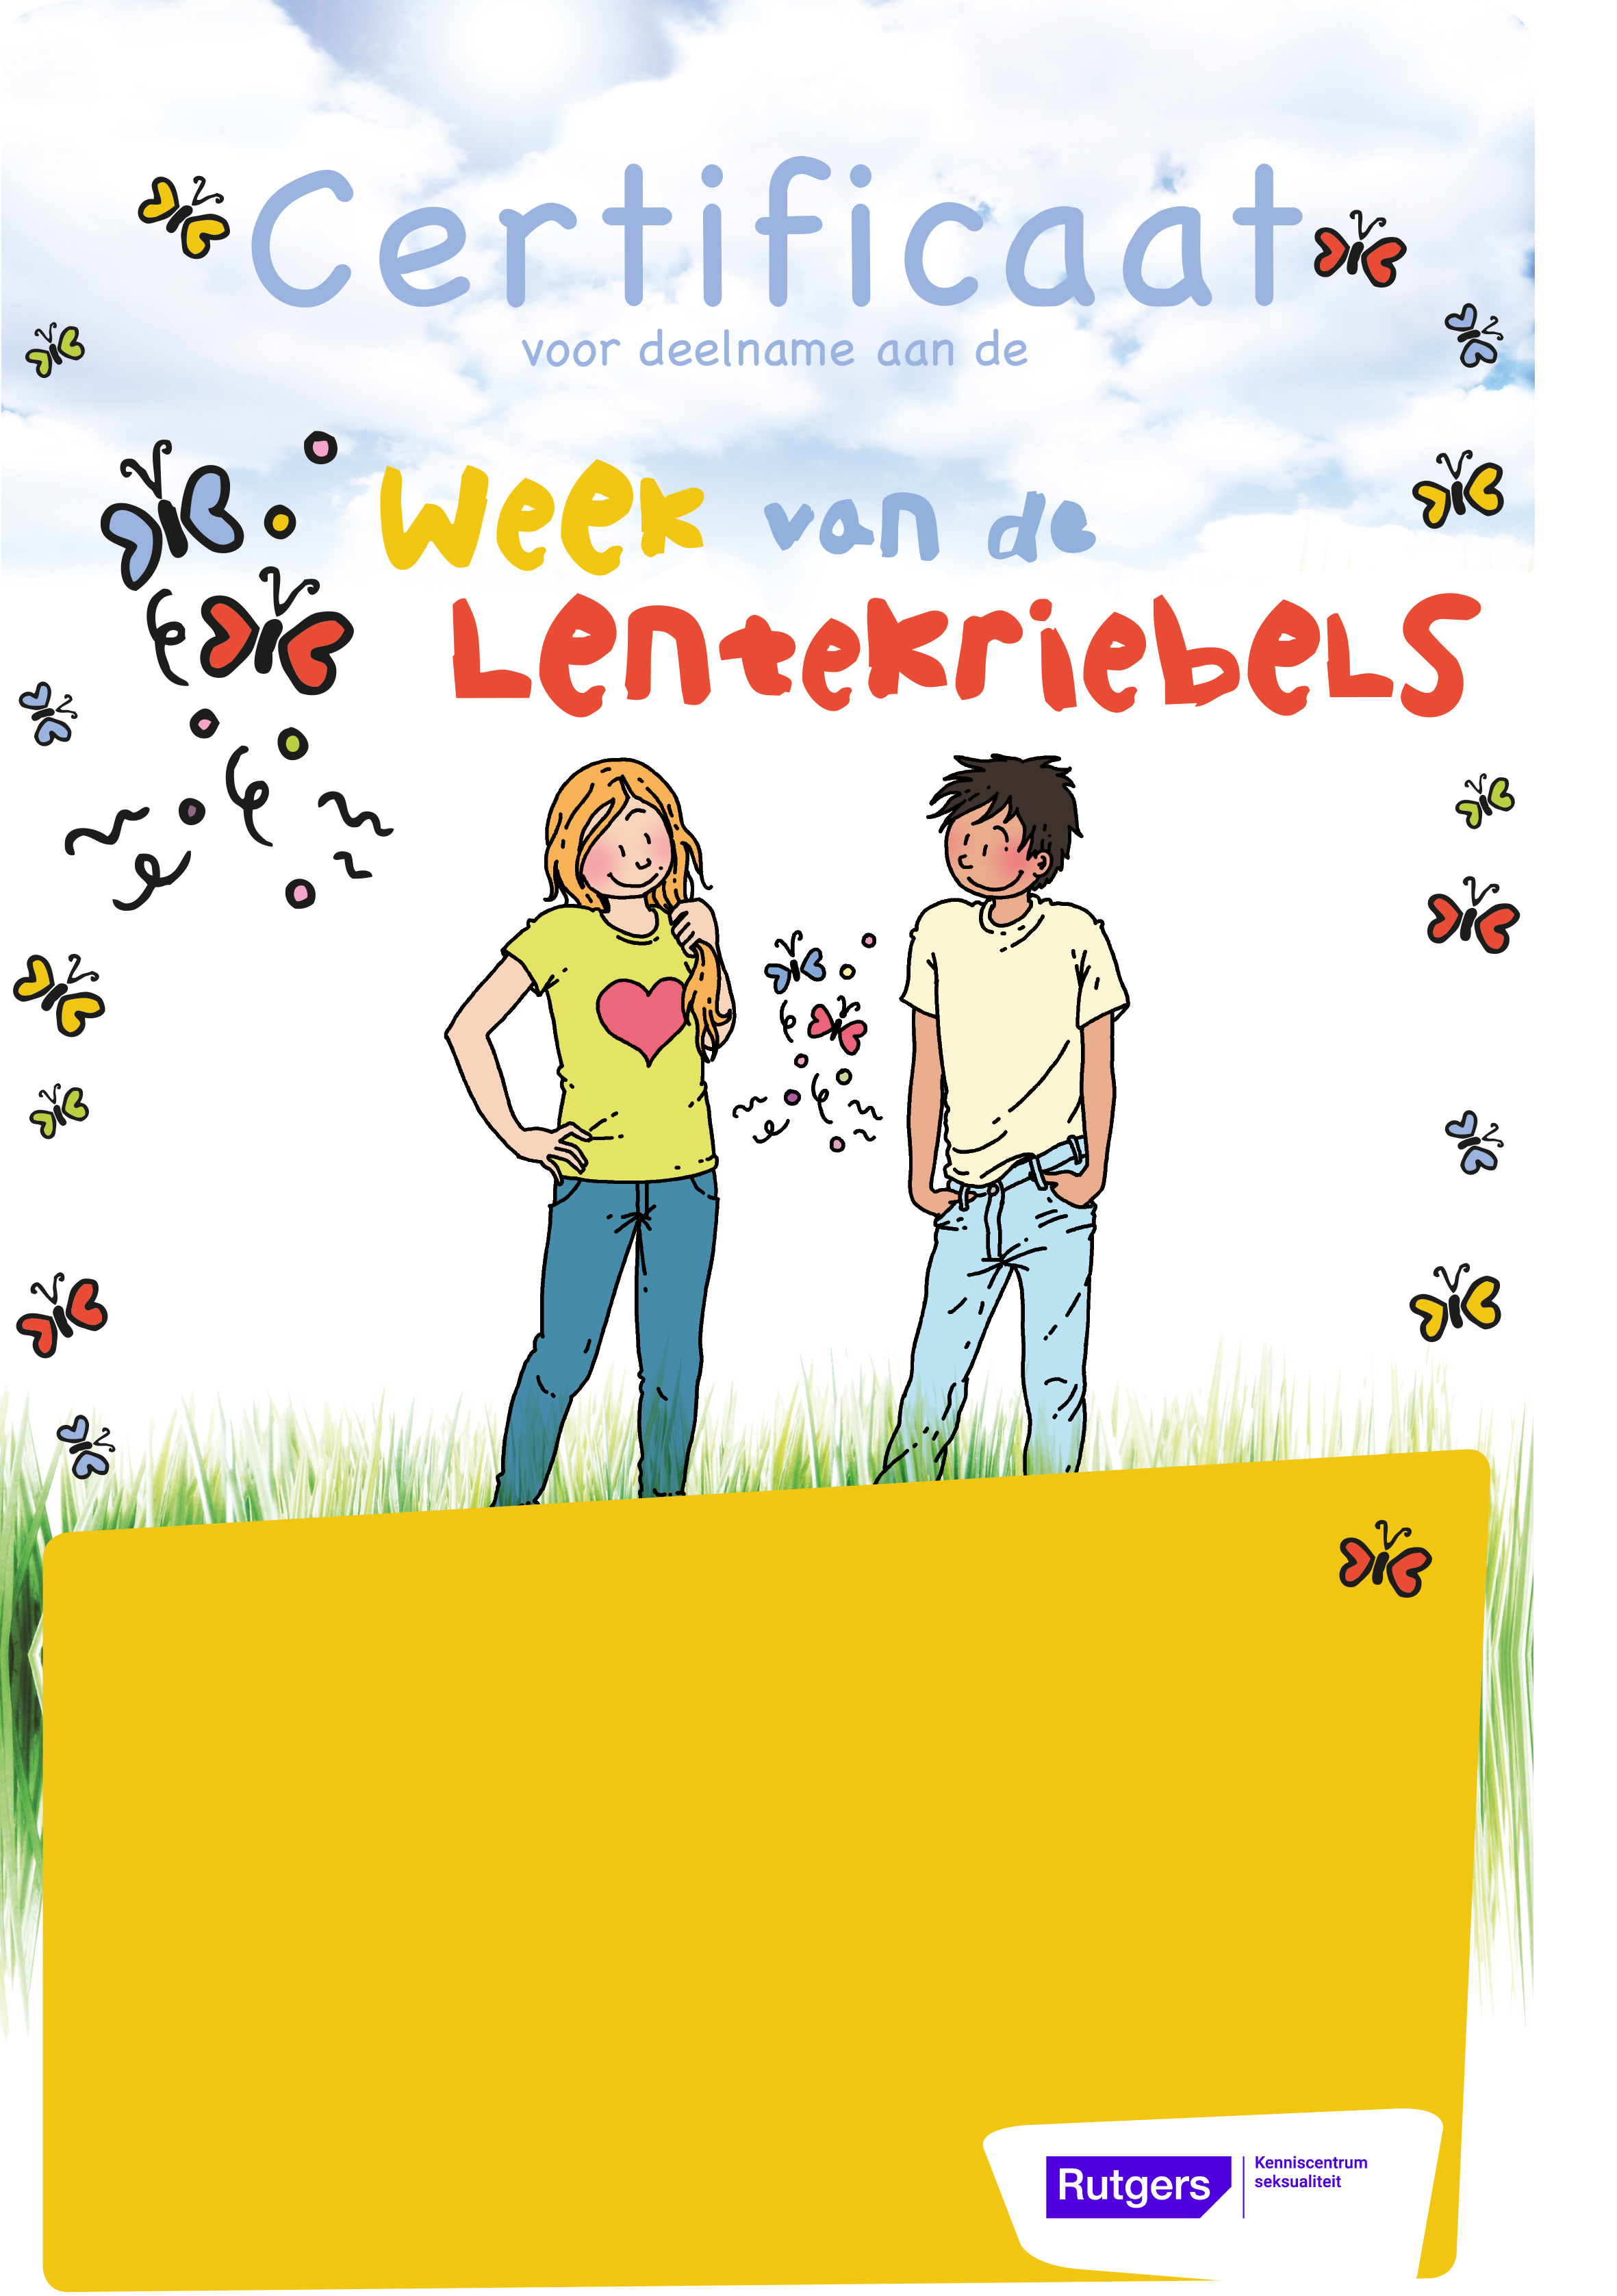 Certificaat
voor deelname aan de
Week van de
Lentekriebels
Rutgers
Kenniscentrum
seksualiteit